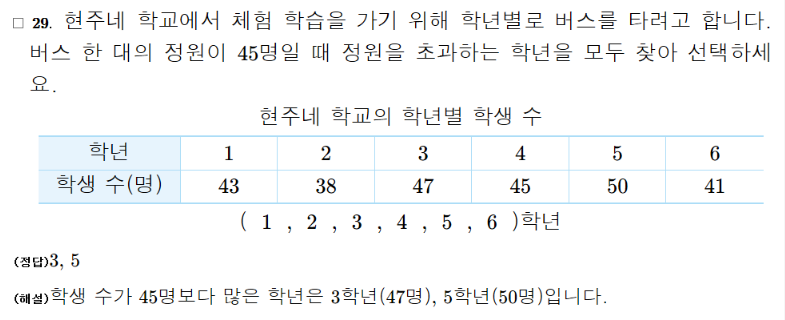 □ 29. 현주네 학교에서 체험 학습을 가기 위해 학년별로 버스를 타려고 합니다.
버스 한 대의 정원이 45명일 때 정원을 초과하는 학년을 모두 찾아 선택하세
요.
현주네 학교의 학년별 학생 수
학년 1 2 3 4 5 6
학생 수(명) 43 38 47 45 50 41
( 1 , 2 , 3 , 4 , 5 , 6 )학년
(정답)3, 5
(해설)학생 수가 45명보다 많은 학년은 3학년(47명), 5학년(50명)입니다.